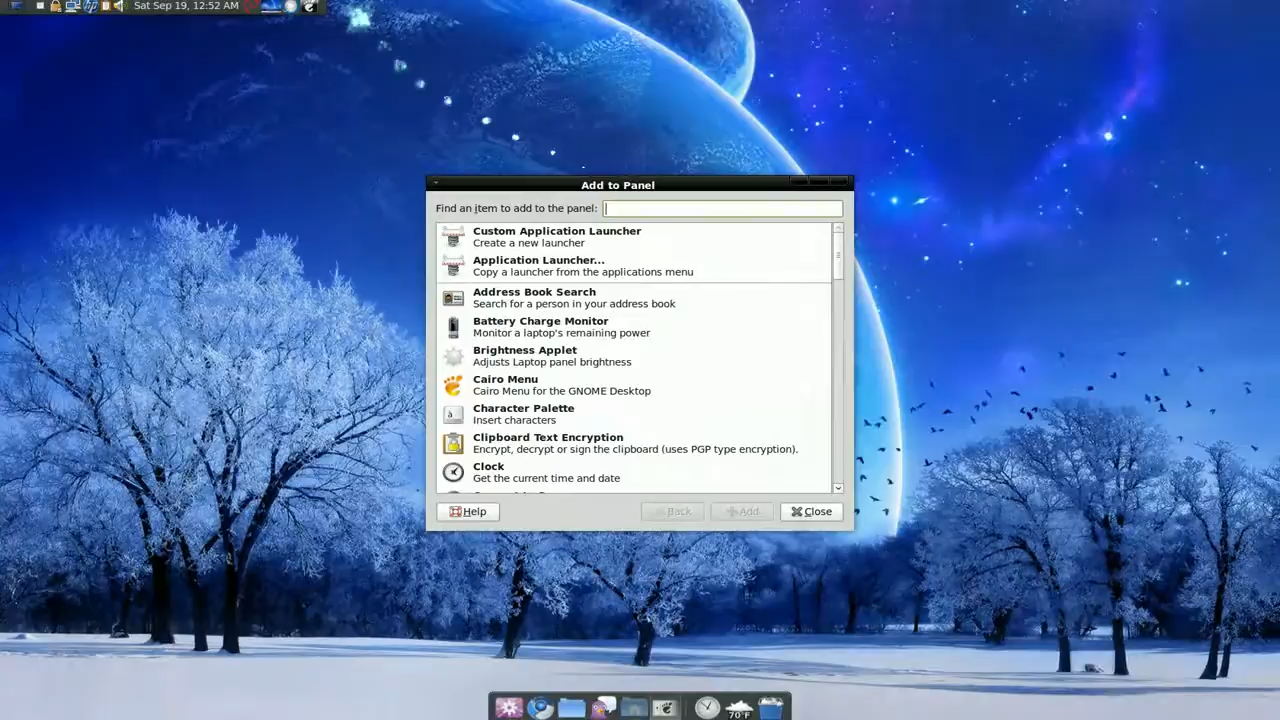 Sat Sep 19, 12:52 AM
Add to Panel
Find an item to add to the panel:
Custom Application Launcher
Create a new launcher
Application Launcher...
Copy a launcher from the applications menu
Address Book Search
Search for a person in your address book
Battery Charge Monitor
Monitor a laptop's remaining power
Brightness Applet
Adjusts Laptop panel brightness
Cairo Menu
Cairo Menu for the GNOME Desktop
Character Palette
Insert characters
Clipboard Text Encryption
Encrypt, decrypt or sign the clipboard (uses PGP type encryption).
Clock
Get the current time and date
Help Back Add Close
70°F